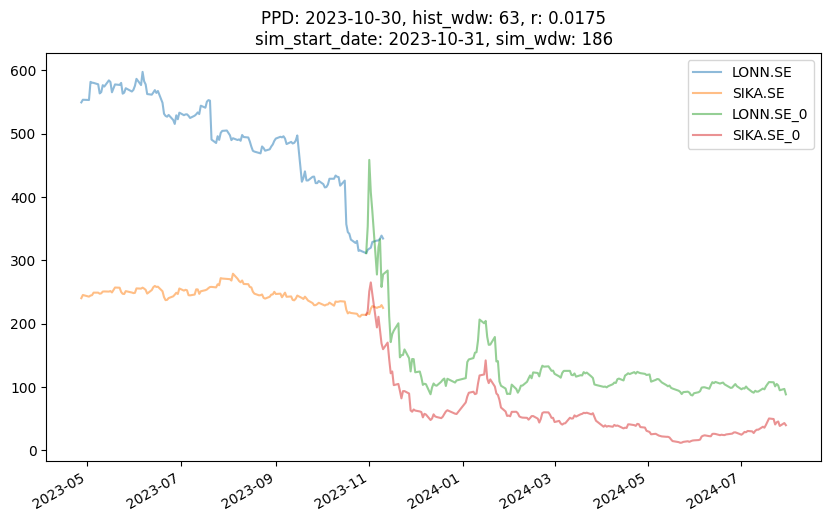 PPD: 2023-10-30, hist_wdw: 63, r: 0.0175
sim_start_date: 2023-10-31, sim_wdw: 186
LONN.SE
SIKA.SE
LONN.SE_0
SIKA.SE_0
600
500
400
300
200
100
0
2023-05
2023-07
2023-09
2023-11
2024-01
2024-03
2024-05
2024-07